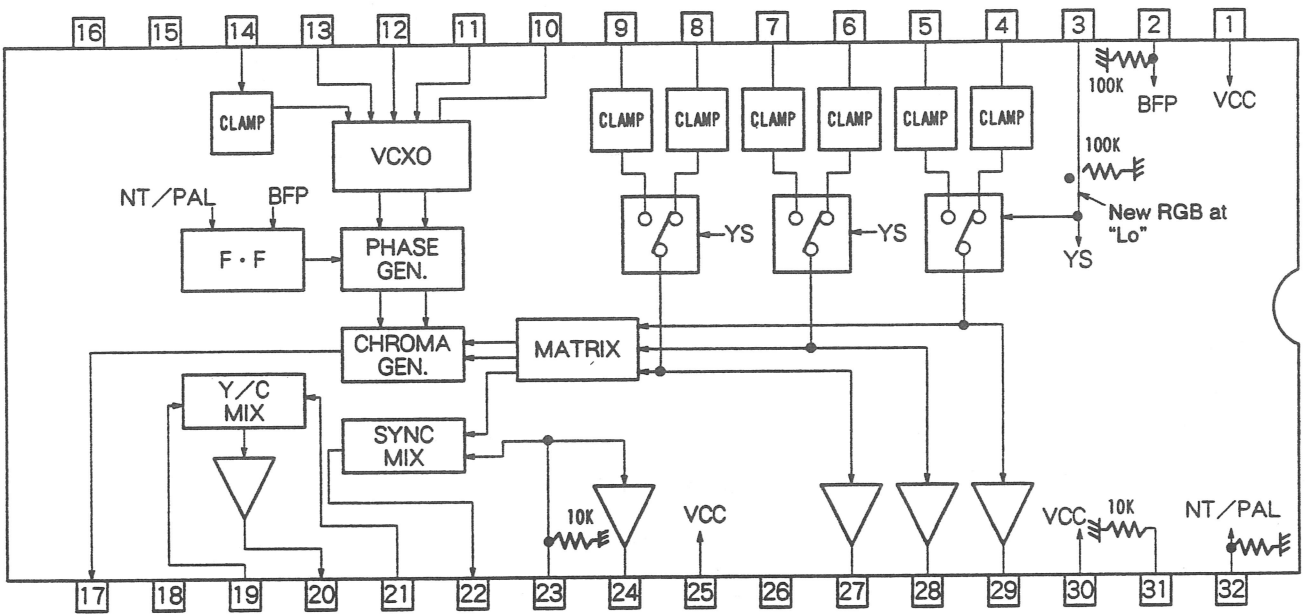 16 15 14 13 12 11 10 9 8 7 6 5 4 3 2 1
100K
BFP
VCC
CLAMP
CLAMP
CLAMP
CLAMP
CLAMP
CLAMP
CLAMP
VCXO
100K
NT/PAL
BFP
New RGB at
"Lo"
F・F
PHASE
GEN.
YS
YS
YS
CHROMA
GEN.
MATRIX
Y/C
MIX
SYNC
MIX
10K
VCC
VCC
10K
NT/PAL
17 18 19 20 21 22 23 24 25 26 27 28 29 30 31 32